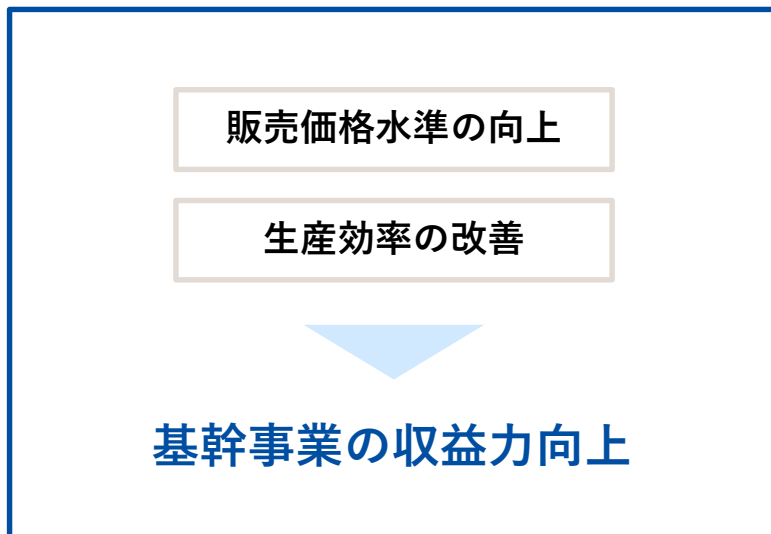 販売価格水準の向上
生産効率の改善
基幹事業の収益力向上